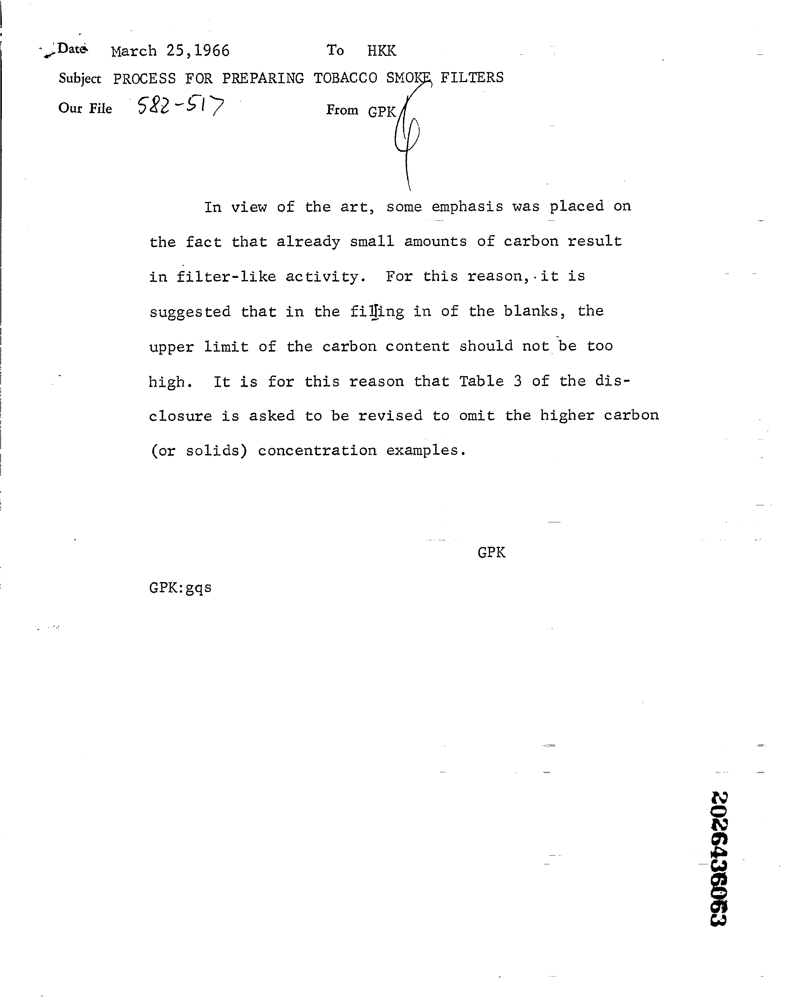 Date March 25,1966 To HKK
Subject PROCESS FOR PREPARING TOBACCO SMOKE FILTERS
Our File 582-517 From GPK
In view of the art, some emphasis was placed on
the fact that already small amounts of carbon result
in filter-like activity. For this reason, it is
suggested that in the filling in of the blanks, the
upper limit of the carbon content should not be too
high. It is for this reason that Table 3 of the dis-
closure is asked to be revised to omit the higher carbon
(or solids) concentration examples.
GPK
GPK:gqs
2026436063